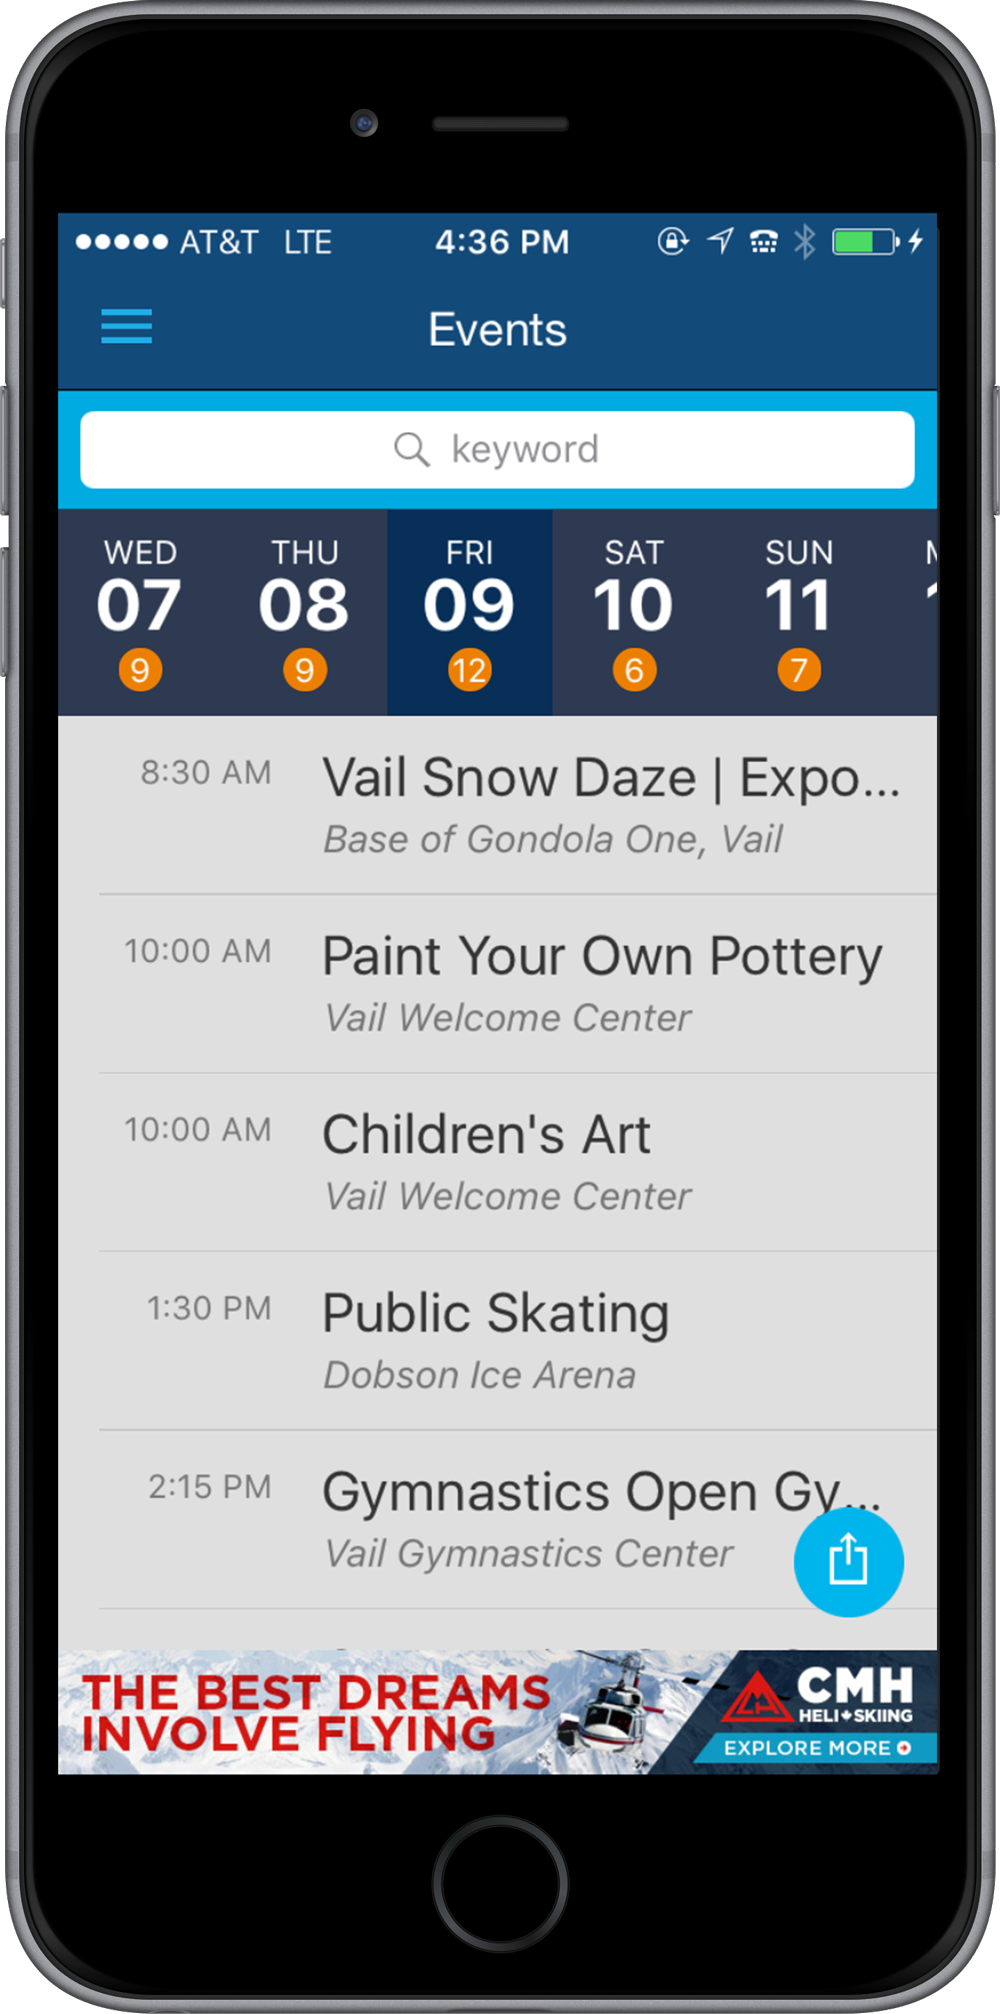 AT&T LTE 4:36 PM
Events
keyword
WED THU FRI SAT SUN
07 08 09 10 11
9 9 12 6 7
8:30 AM Vail Snow Daze | Expo...
Base of Gondola One, Vail
10:00 AM Paint Your Own Pottery
Vail Welcome Center
10:00 AM Children's Art
Vail Welcome Center
1:30 PM Public Skating
Dobson Ice Arena
2:15 PM Gymnastics Open Gy...
Vail Gymnastics Center
THE BEST DREAMS
INVOLVE FLYING
CMH
HELI SKIING
EXPLORE MORE